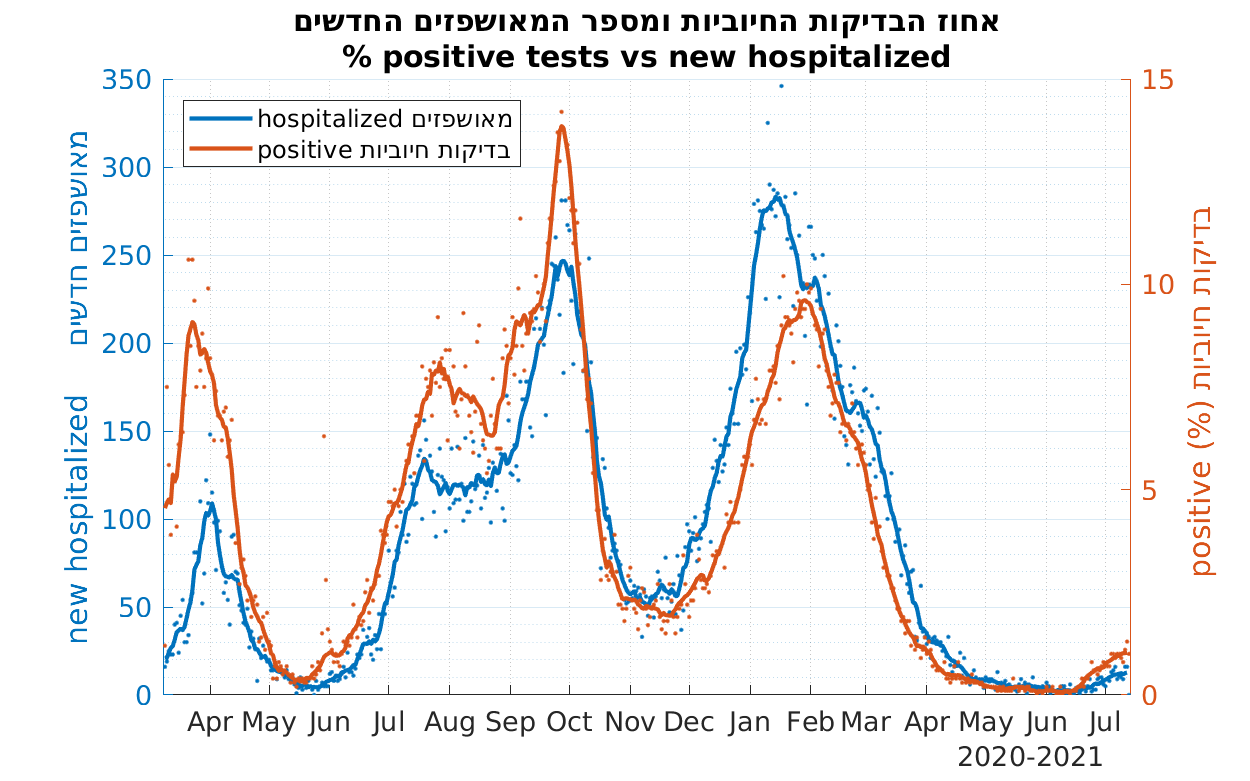 אחוז הבדיקות החיוביות ומספר המאושפזים החדשים
% positive tests vs new hospitalized
350
300
250
200
150
100
50
0
new hospitalized מאושפזים חדשים
hospitalized מאושפזים
positive בדיקות חיוביות
15
10
5
0
positive (%) בדיקות חיוביות
Apr May Jun Jul Aug Sep Oct Nov Dec Jan Feb Mar Apr May Jun Jul
2020-2021